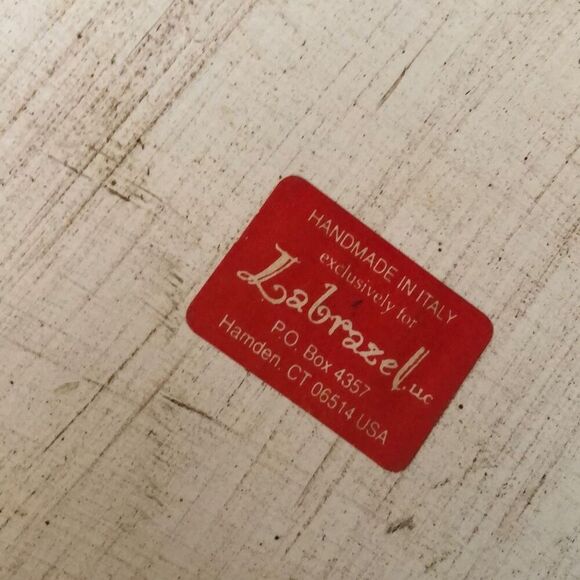 HANDMADE IN ITALY
exclusively for
Labrazel LLC
P.O. Box 4357
Hamden, CT 06514 USA